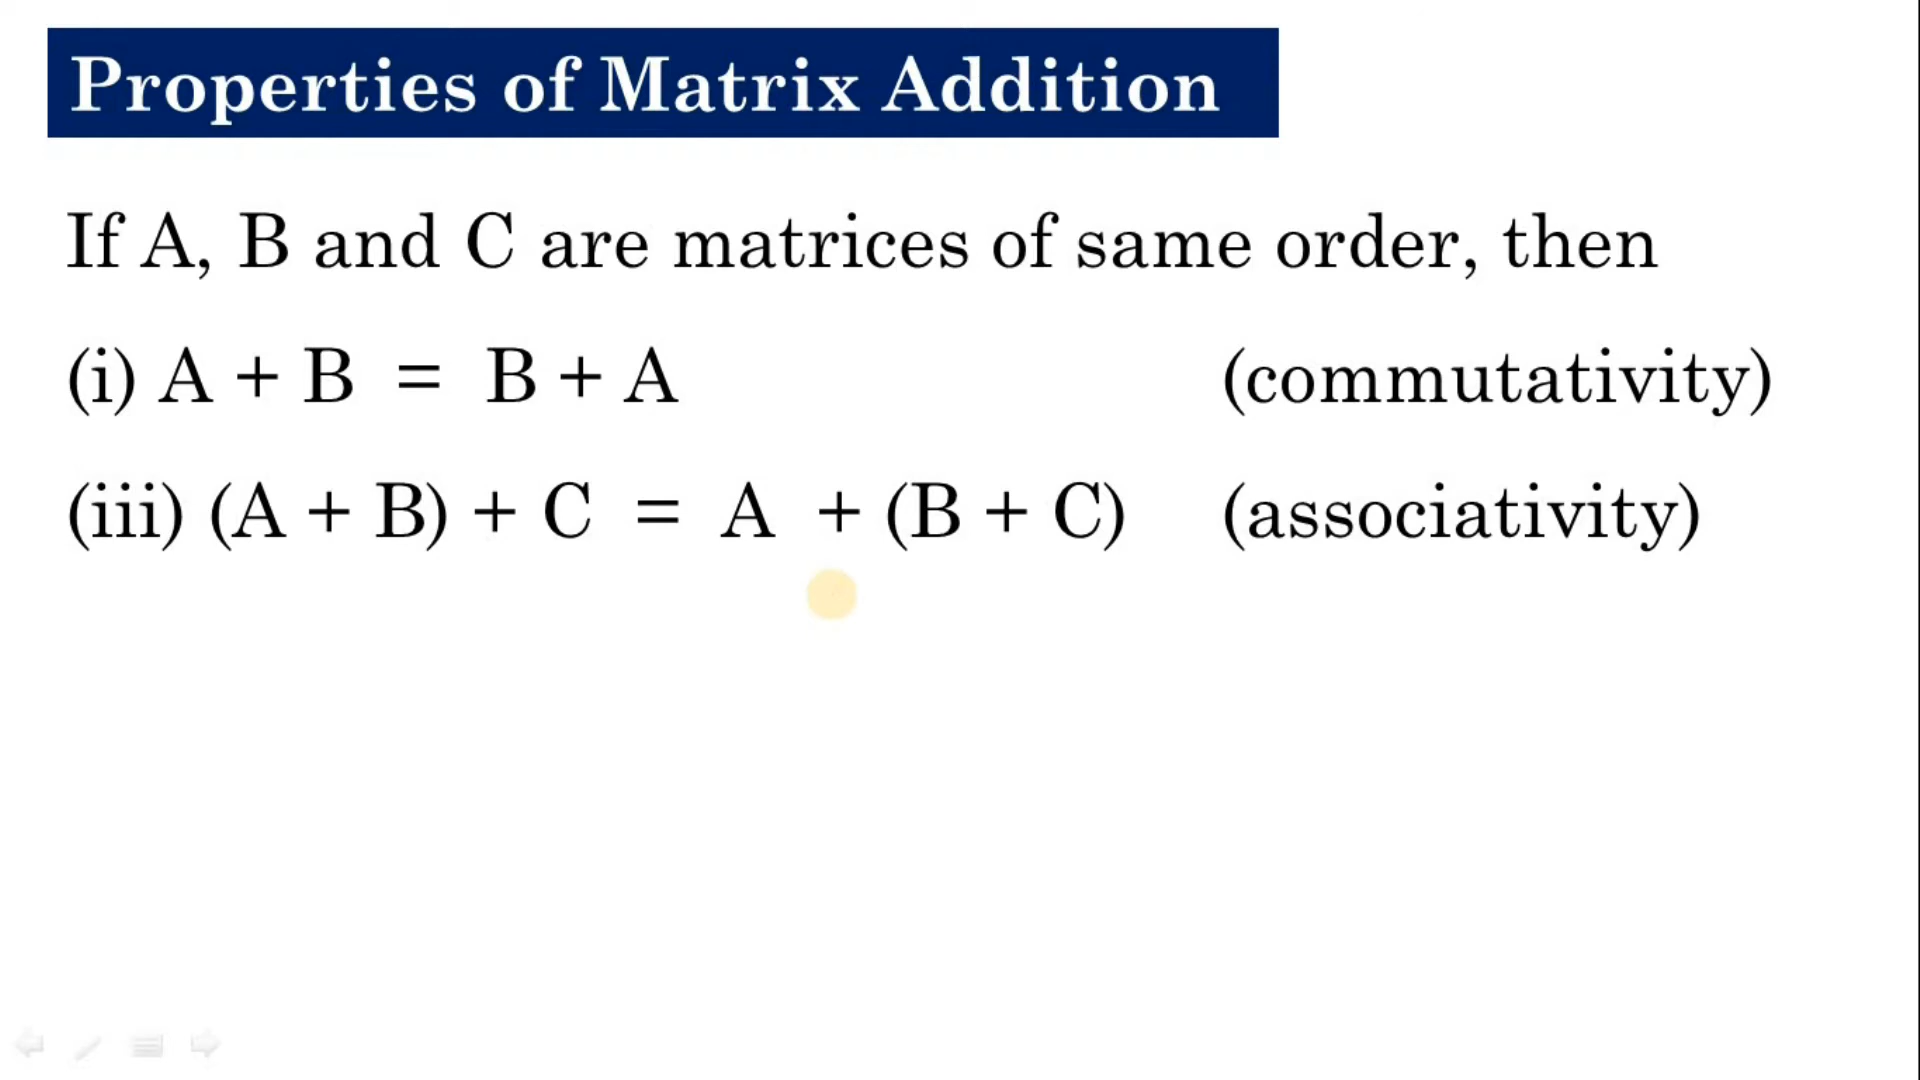 Properties of Matrix Addition
If A, B and C are matrices of same order, then
(i) A + B = B + A (commutativity)
(iii) (A + B) + C = A + (B + C) (associativity)